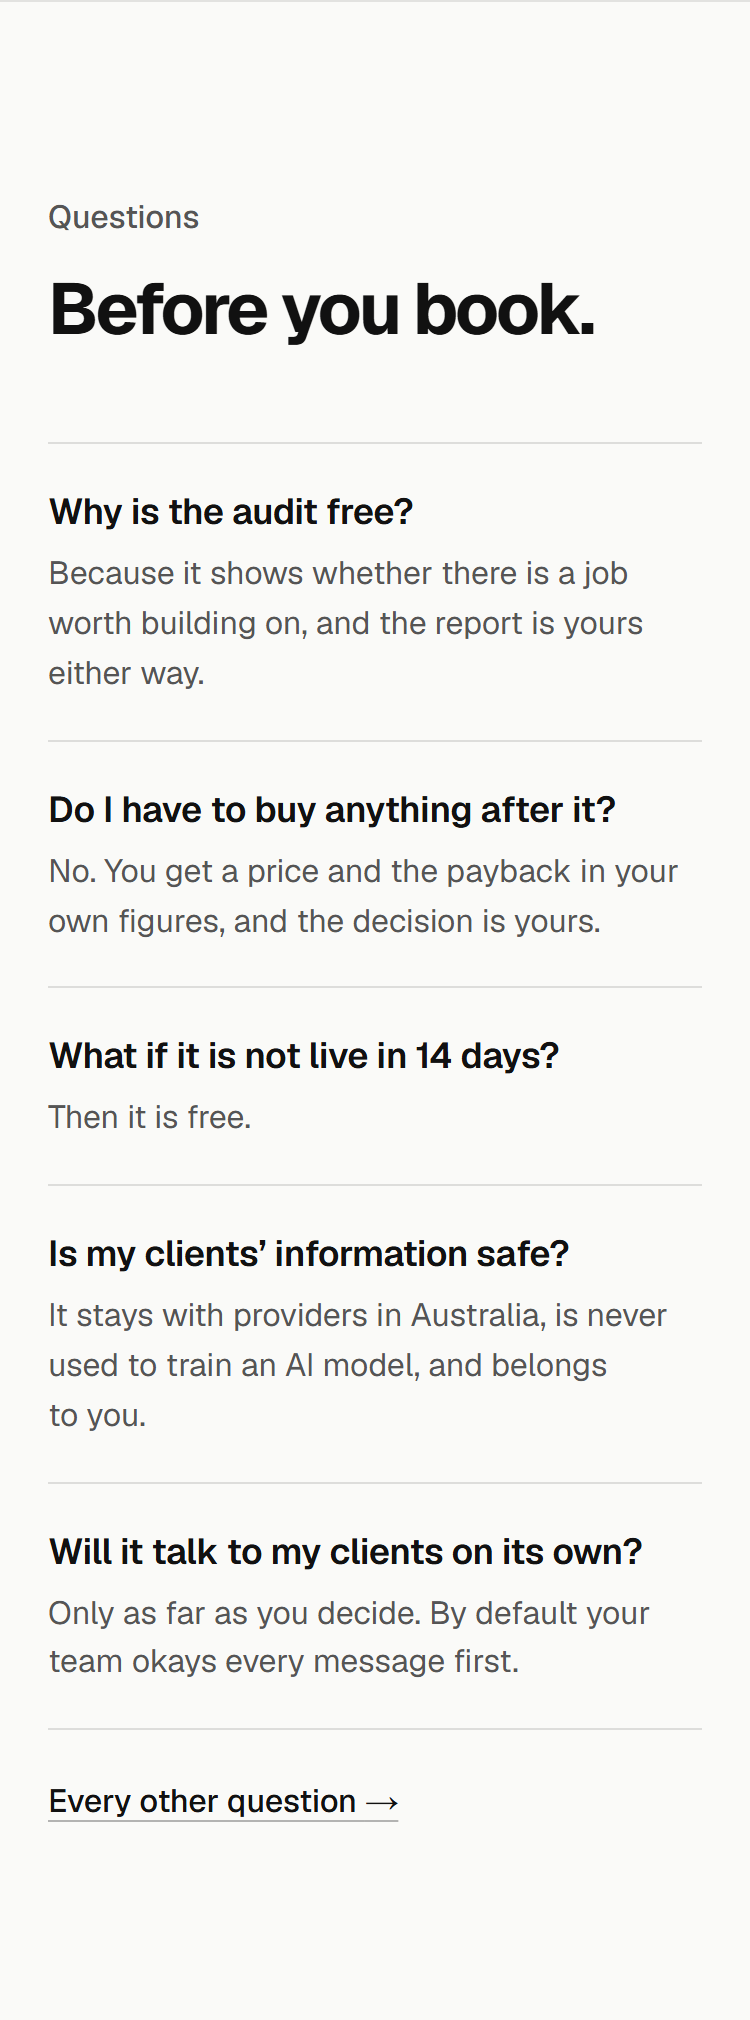 Questions
Before you book.
Why is the audit free?
Because it shows whether there is a job
worth building on, and the report is yours
either way.
Do I have to buy anything after it?
No. You get a price and the payback in your
own figures, and the decision is yours.
What if it is not live in 14 days?
Then it is free.
Is my clients’ information safe?
It stays with providers in Australia, is never
used to train an AI model, and belongs
to you.
Will it talk to my clients on its own?
Only as far as you decide. By default your
team okays every message first.
Every other question →